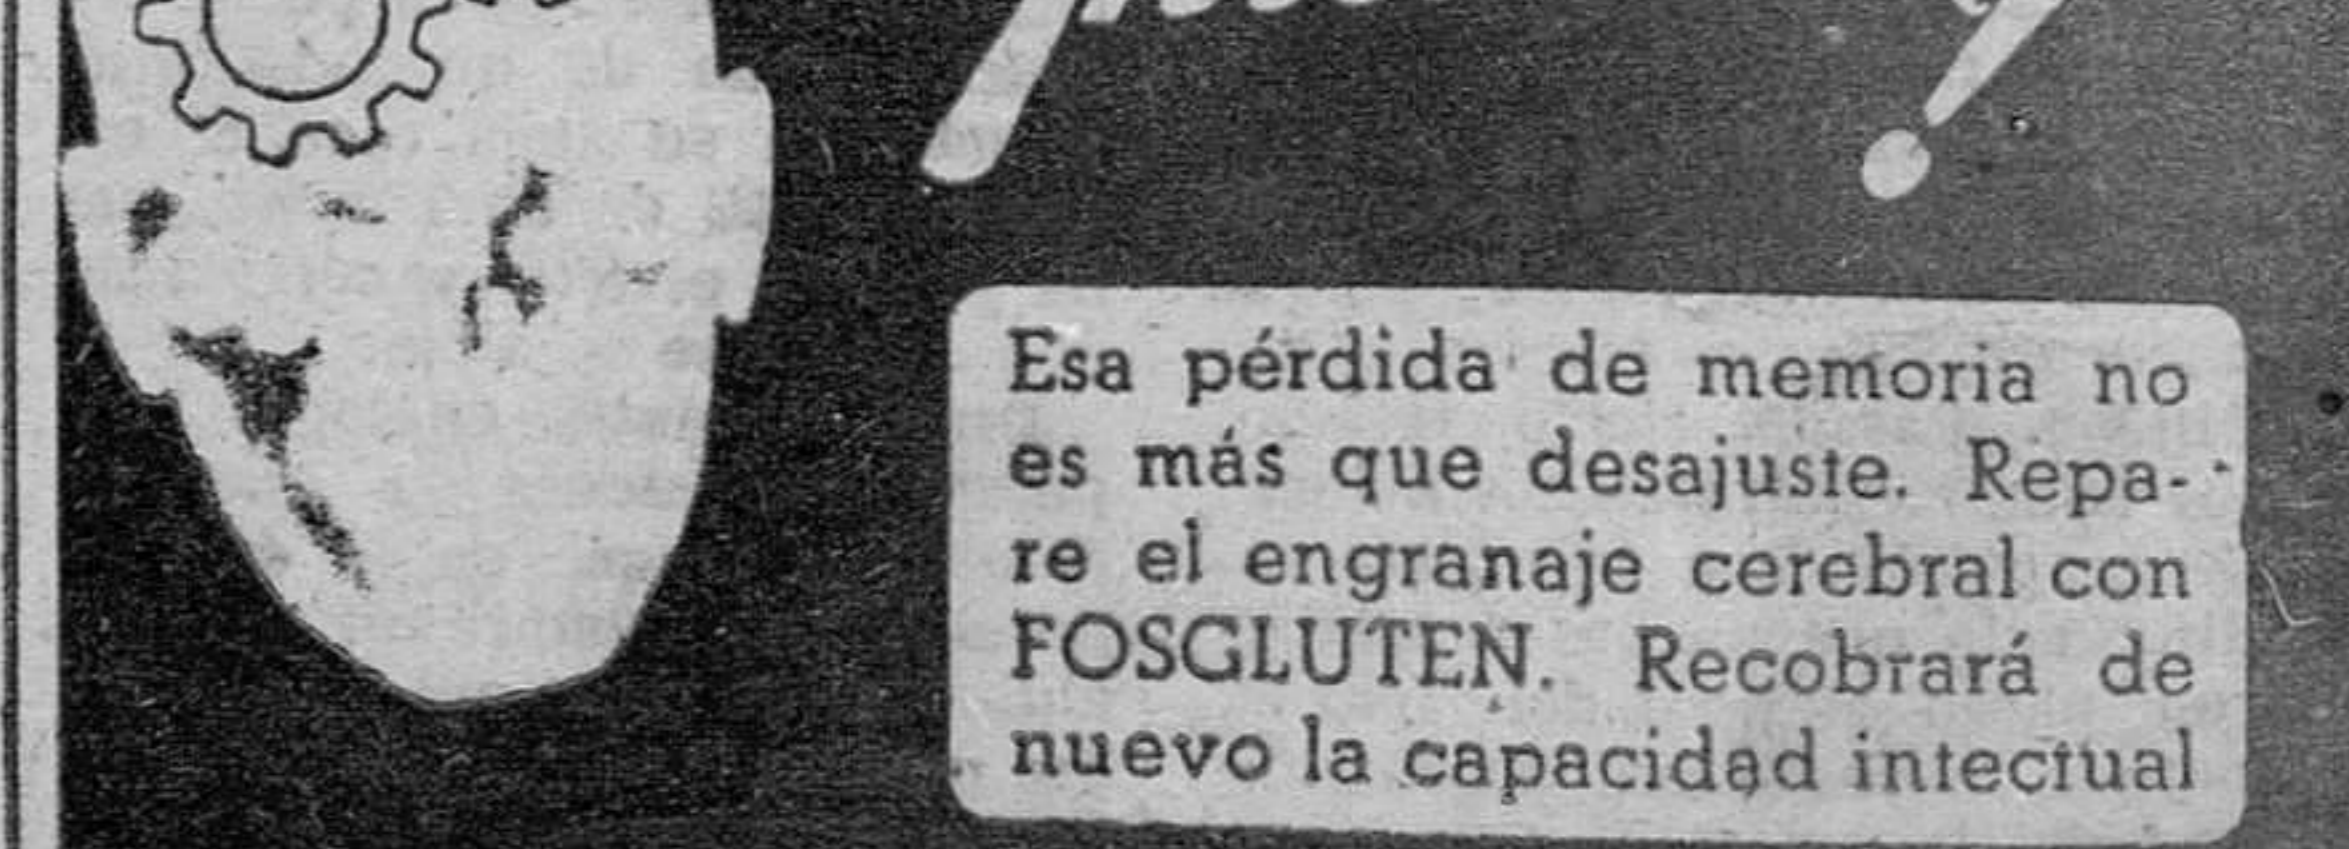 Esa pérdida de memoria no
es más que desajuste. Repa-
re el engranaje cerebral con
FOSGLUTEN. Recobrará de
nuevo la capacidad intectual